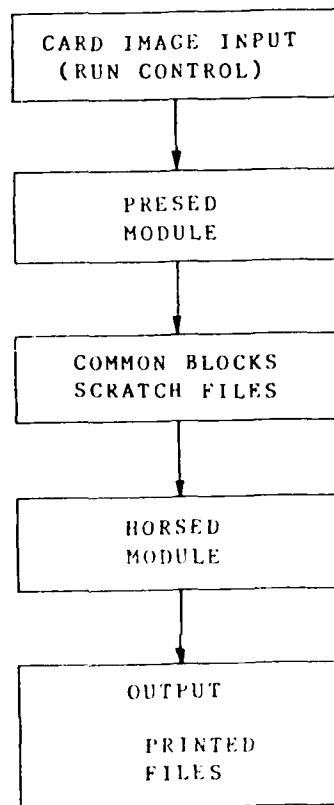 CARD IMAGE INPUT
(RUN CONTROL)
PRESED
MODULE
COMMON BLOCKS
SCRATCH FILES
HORSED
MODULE
OUTPUT
PRINTED
FILES